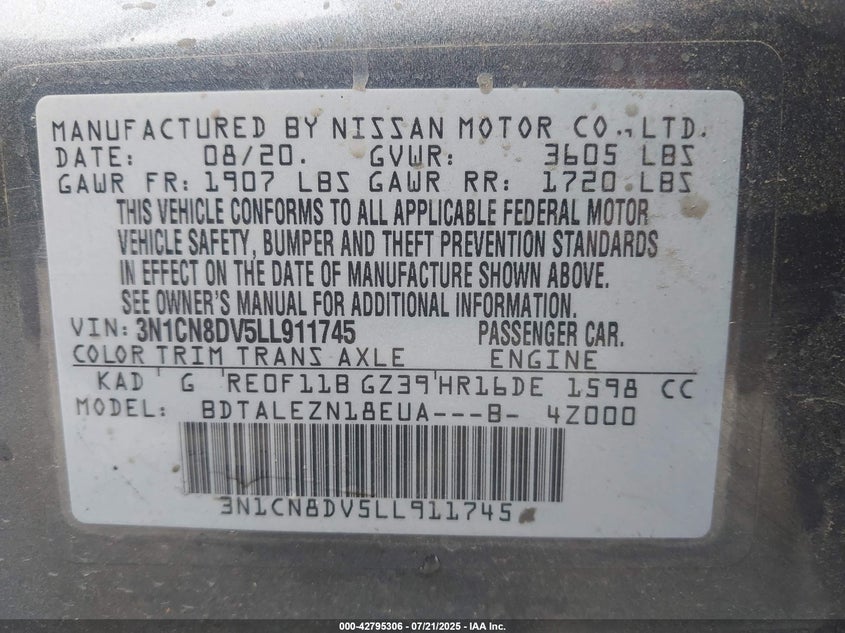 MANUFACTURED BY NISSAN MOTOR CO., LTD.
DATE: 08/20. GVWR: 3605 LBS
GAWR FR: 1907 LBS GAWR RR: 1720 LBS
THIS VEHICLE CONFORMS TO ALL APPLICABLE FEDERAL MOTOR
VEHICLE SAFETY, BUMPER AND THEFT PREVENTION STANDARDS
IN EFFECT ON THE DATE OF MANUFACTURE SHOWN ABOVE.
SEE OWNER'S MANUAL FOR ADDITIONAL INFORMATION.
VIN: 3N1CN8DV5LL911745 PASSENGER CAR.
COLOR TRIM TRANS AXLE ENGINE
KAD G RE0F11B GZ39 HR16DE 1598 CC
MODEL: BDTALEZN18EUA---B- 4Z000
3N1CN8DV5LL911745
000-42795306 / 07/21/2025 - IAA Inc.